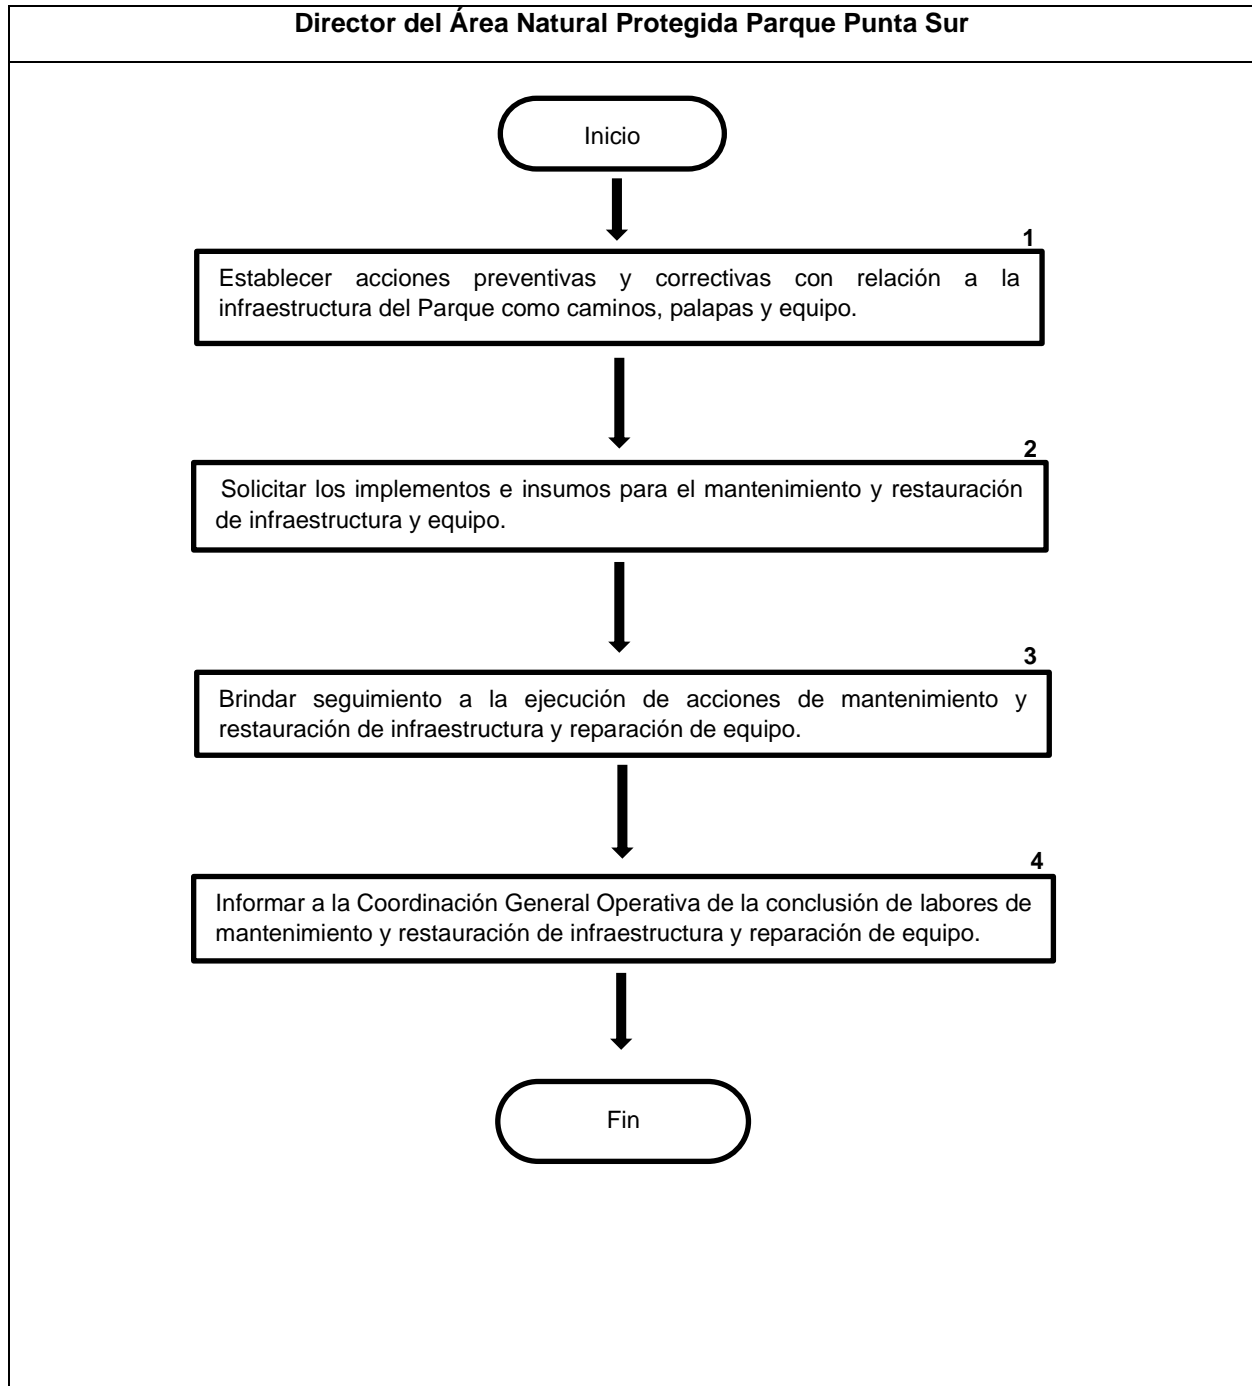 Director del Área Natural Protegida Parque Punta Sur
Inicio
1
Establecer acciones preventivas y correctivas con relación a la
infraestructura del Parque como caminos, palapas y equipo.
2
Solicitar los implementos e insumos para el mantenimiento y restauración
de infraestructura y equipo.
3
Brindar seguimiento a la ejecución de acciones de mantenimiento y
restauración de infraestructura y reparación de equipo.
4
Informar a la Coordinación General Operativa de la conclusión de labores de
mantenimiento y restauración de infraestructura y reparación de equipo.
Fin